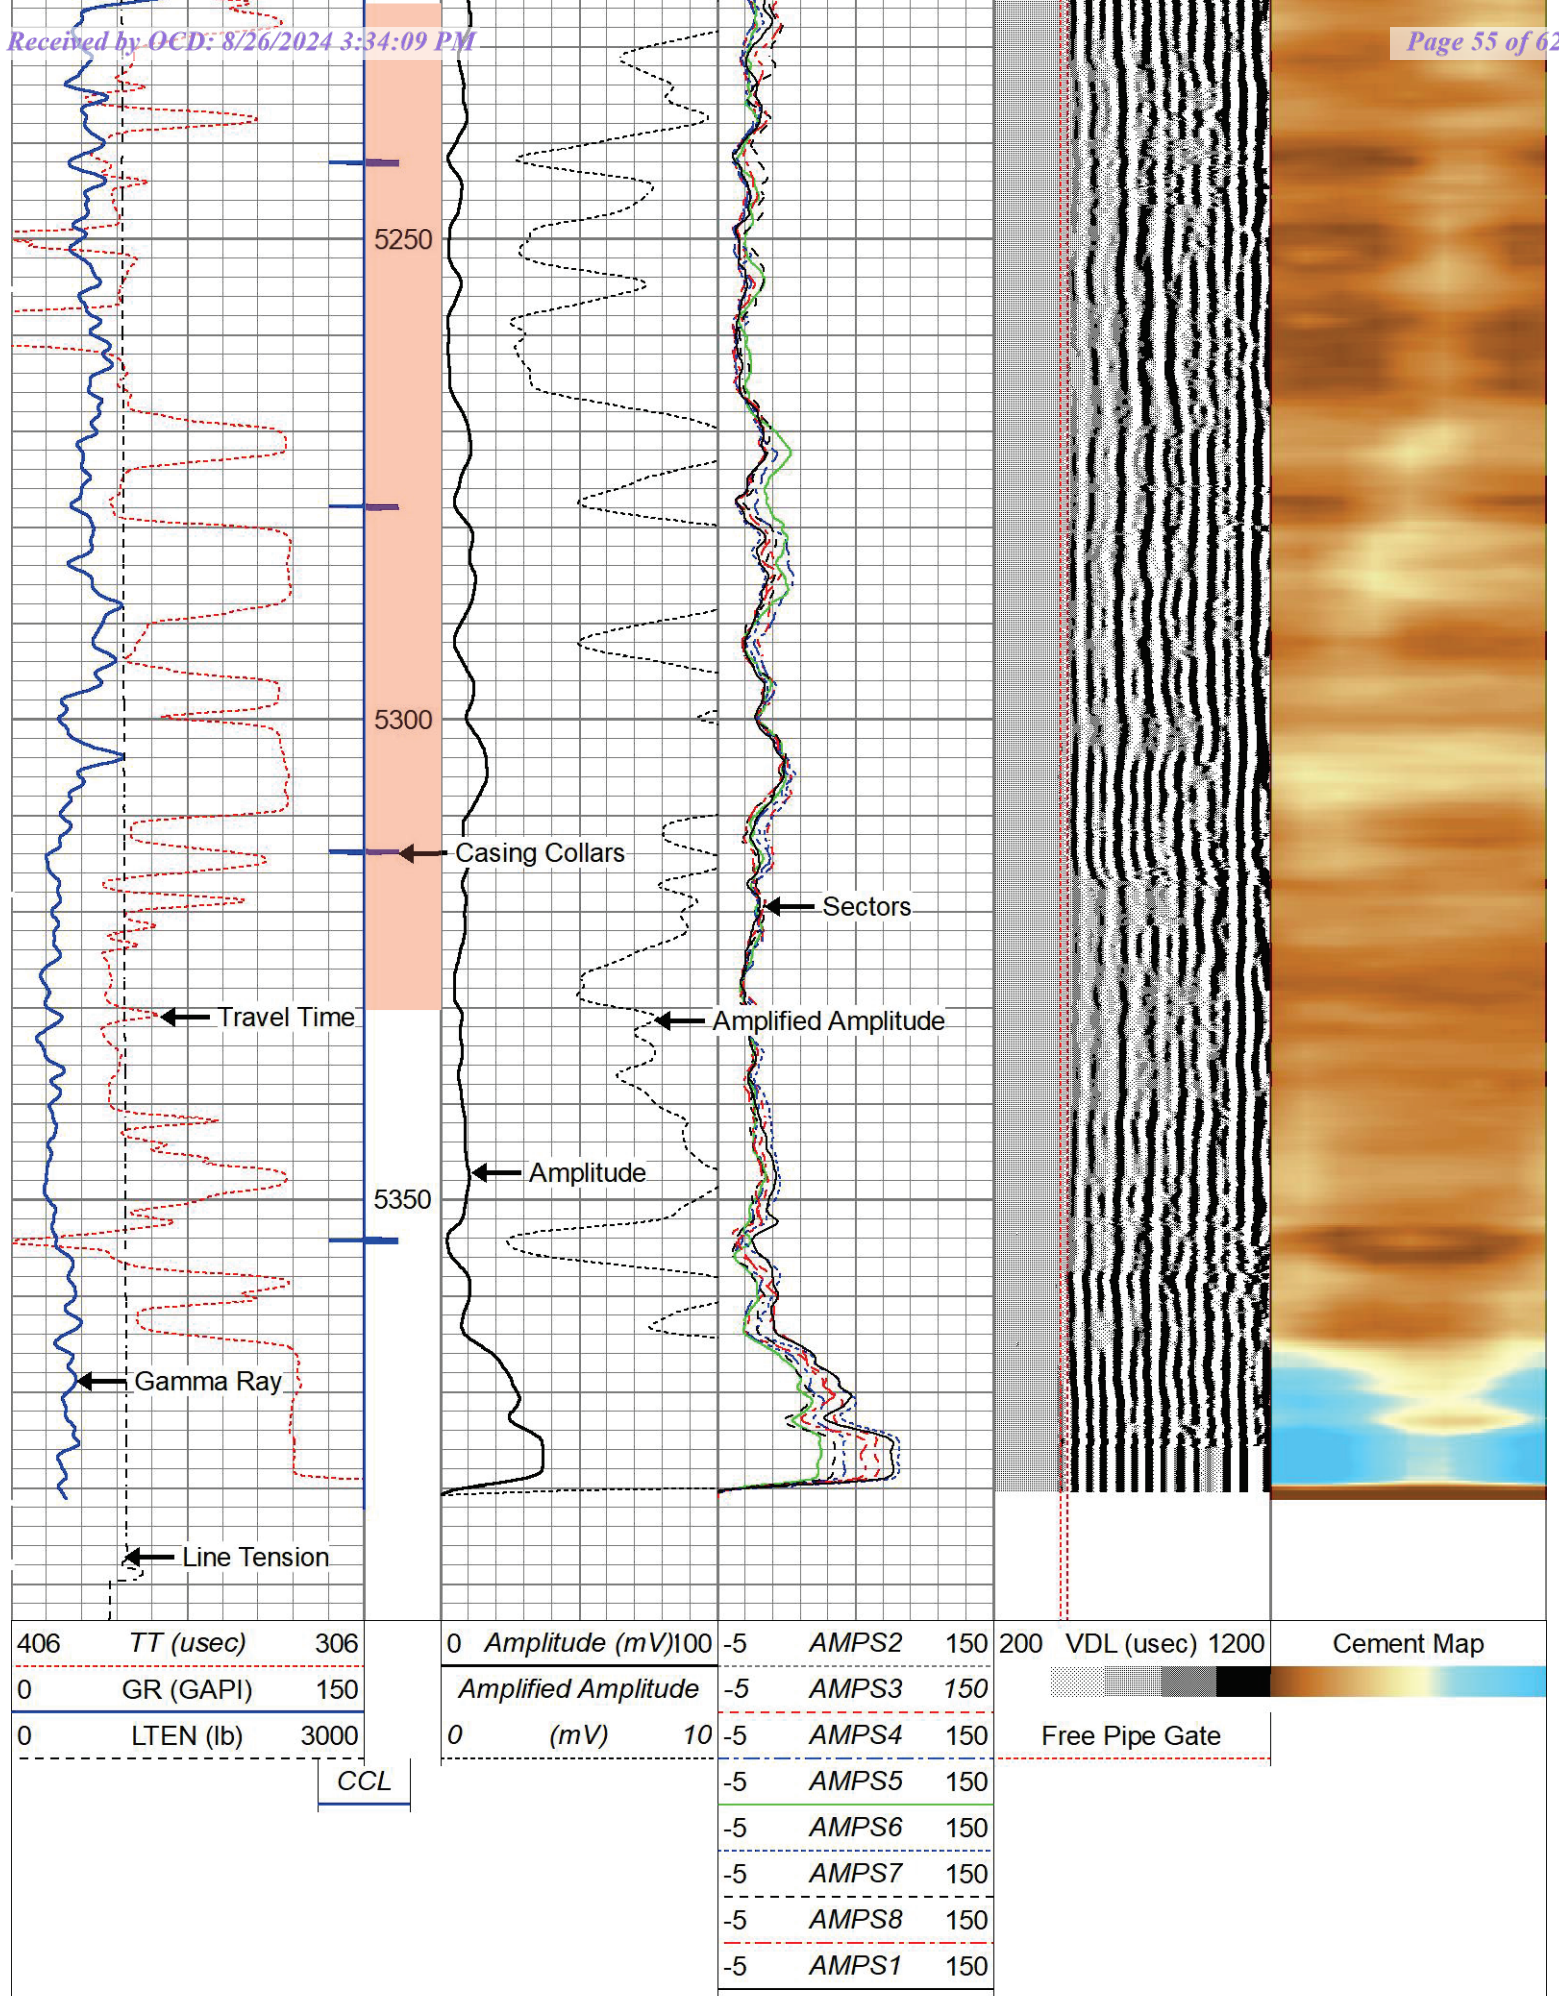 Received by OCD: 8/26/2024 3:34:09 PM
Page 55 of 62
5250
5300
Casing Collars
Sectors
Travel Time
Amplified Amplitude
Amplitude
5350
Gamma Ray
Line Tension
406 TT (usec) 306
0 GR (GAPI) 150
0 LTEN (lb) 3000
CCL
0 Amplitude (mV) 100
Amplified Amplitude
0 (mV) 10
-5 AMPS2 150
-5 AMPS3 150
-5 AMPS4 150
-5 AMPS5 150
-5 AMPS6 150
-5 AMPS7 150
-5 AMPS8 150
-5 AMPS1 150
200 VDL (usec) 1200
Free Pipe Gate
Cement Map